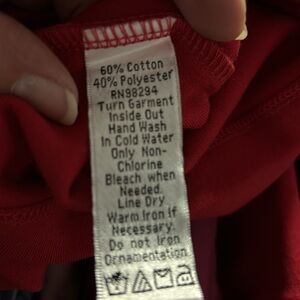 60% Cotton
40% Polyester
RN98294
Turn Garment
Inside Out
Hand Wash
In Cold Water
Only Non-
Chlorine
Bleach when
Needed.
Line Dry
Warm Iron if
Necessary.
Do not Iron
Ornamentation